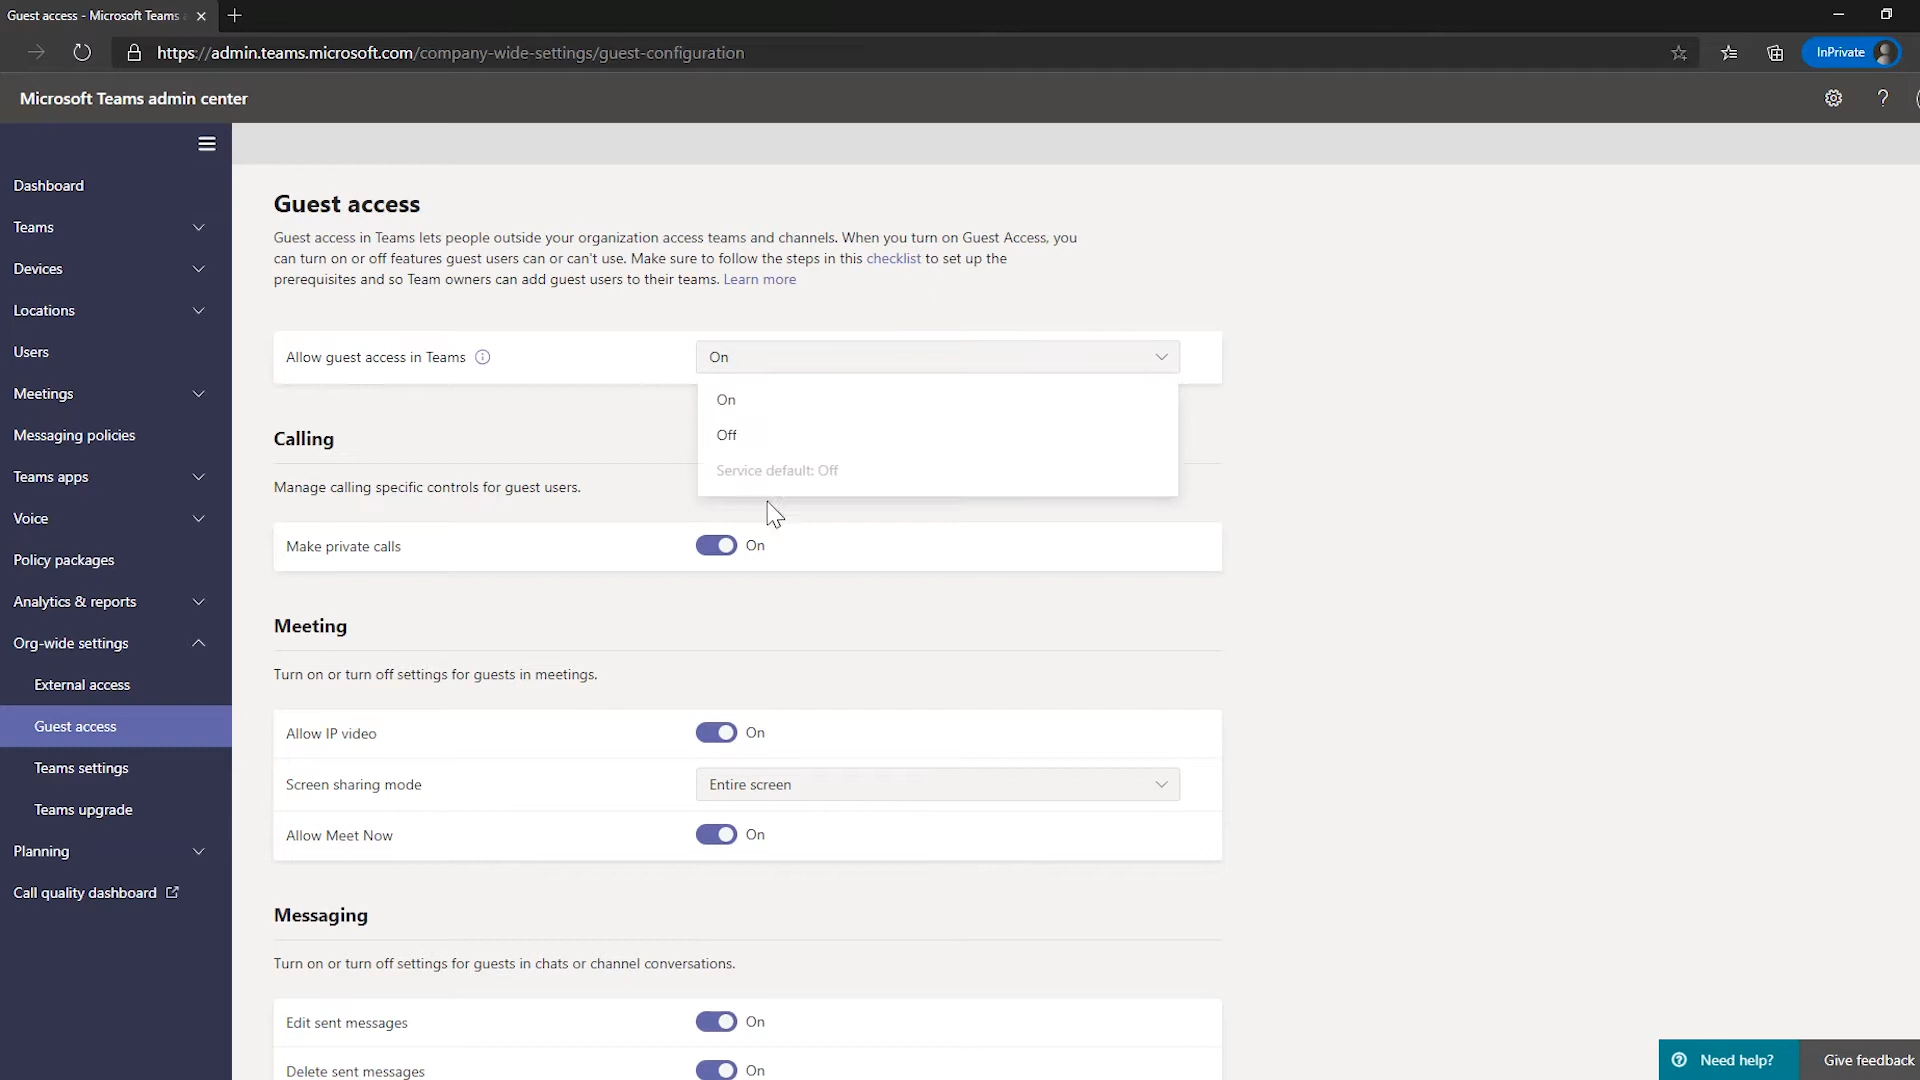 Guest access - Microsoft Teams
https://admin.teams.microsoft.com/company-wide-settings/guest-configuration
InPrivate
Microsoft Teams admin center
Dashboard
Teams
Devices
Locations
Users
Meetings
Messaging policies
Teams apps
Voice
Policy packages
Analytics & reports
Org-wide settings
External access
Guest access
Teams settings
Teams upgrade
Planning
Call quality dashboard
Guest access
Guest access in Teams lets people outside your organization access teams and channels. When you turn on Guest Access, you
can turn on or off features guest users can or can't use. Make sure to follow the steps in this checklist to set up the
prerequisites and so Team owners can add guest users to their teams. Learn more
Allow guest access in Teams
On
On
Off
Service default: Off
Calling
Manage calling specific controls for guest users.
Make private calls
On
Meeting
Turn on or turn off settings for guests in meetings.
Allow IP video
On
Screen sharing mode
Entire screen
Allow Meet Now
On
Messaging
Turn on or turn off settings for guests in chats or channel conversations.
Edit sent messages
On
Delete sent messages
On
Need help?
Give feedback